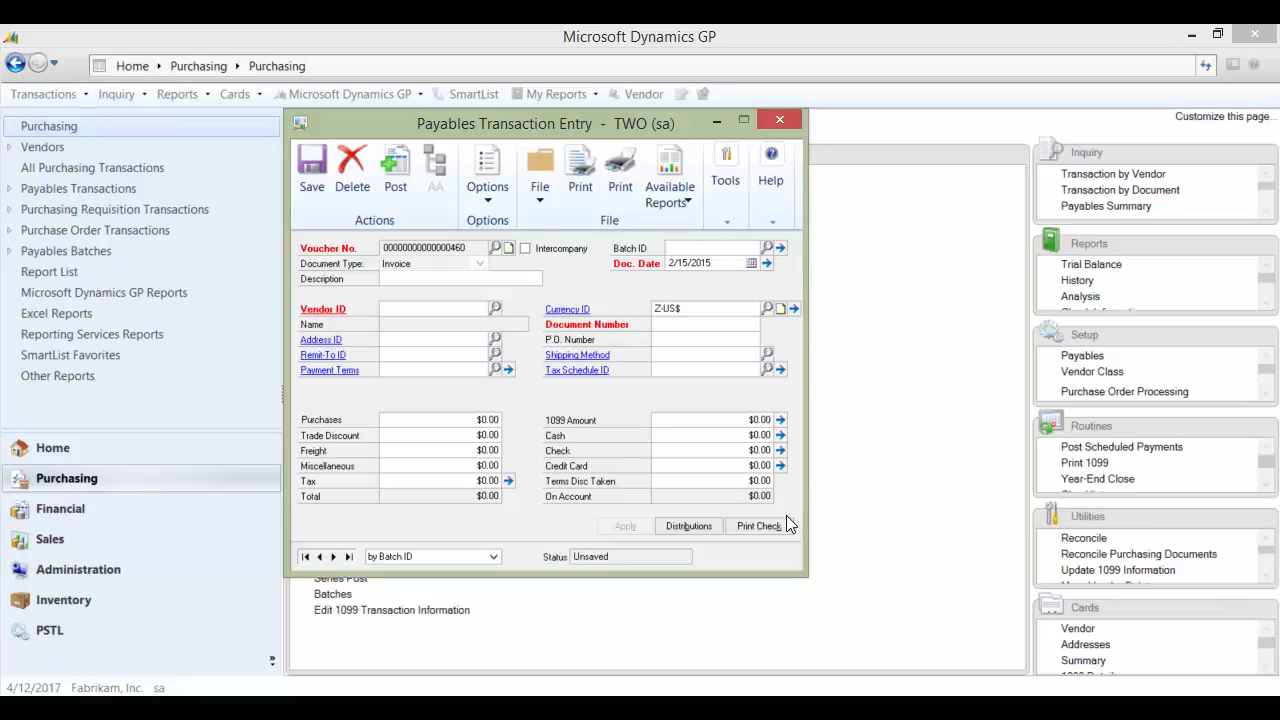 Microsoft Dynamics GP
Home Purchasing Purchasing
Transactions Inquiry Reports Cards Microsoft Dynamics GP SmartList My Reports Vendor
Customize this page...
Purchasing
Vendors
All Purchasing Transactions
Payables Transactions
Purchasing Requisition Transactions
Purchase Order Transactions
Payables Batches
Report List
Microsoft Dynamics GP Reports
Excel Reports
Reporting Services Reports
SmartList Favorites
Other Reports
Home
Purchasing
Financial
Sales
Administration
Inventory
PSTL
Payables Transaction Entry - TWO (sa)
Save Delete Post AA Options File Print Print Available Reports Tools Help
Actions Options File
Voucher No. 00000000000000460 Intercompany Batch ID
Document Type: Invoice Doc. Date 2/15/2015
Description
Vendor ID Currency ID Z-US$
Name Document Number
Address ID P.O. Number
Remit-To ID Shipping Method
Payment Terms Tax Schedule ID
Purchases $0.00 1099 Amount $0.00
Trade Discount $0.00 Cash $0.00
Freight $0.00 Check $0.00
Miscellaneous $0.00 Credit Card $0.00
Tax $0.00 Terms Disc Taken $0.00
Total $0.00 On Account $0.00
Apply Distributions Print Check
by Batch ID Status Unsaved
Series Post
Batches
Edit 1099 Transaction Information
Inquiry
Transaction by Vendor
Transaction by Document
Payables Summary
Reports
Trial Balance
History
Analysis
Setup
Payables
Vendor Class
Purchase Order Processing
Routines
Post Scheduled Payments
Print 1099
Year-End Close
Utilities
Reconcile
Reconcile Purchasing Documents
Update 1099 Information
Cards
Vendor
Addresses
Summary
4/12/2017 Fabrikam, Inc. sa